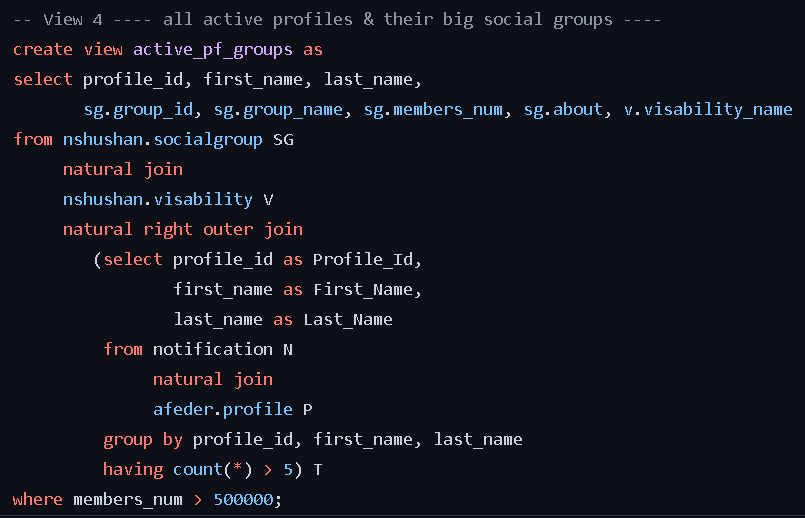 -- View 4 ---- all active profiles & their big social groups ----
create view active_pf_groups as
select profile_id, first_name, last_name,
       sg.group_id, sg.group_name, sg.members_num, sg.about, v.visability_name
from nshushan.socialgroup SG
     natural join
     nshushan.visability V
     natural right outer join
        (select profile_id as Profile_Id,
                first_name as First_Name,
                last_name as Last_Name
         from notification N
              natural join
              afeder.profile P
         group by profile_id, first_name, last_name
         having count(*) > 5) T
where members_num > 500000;